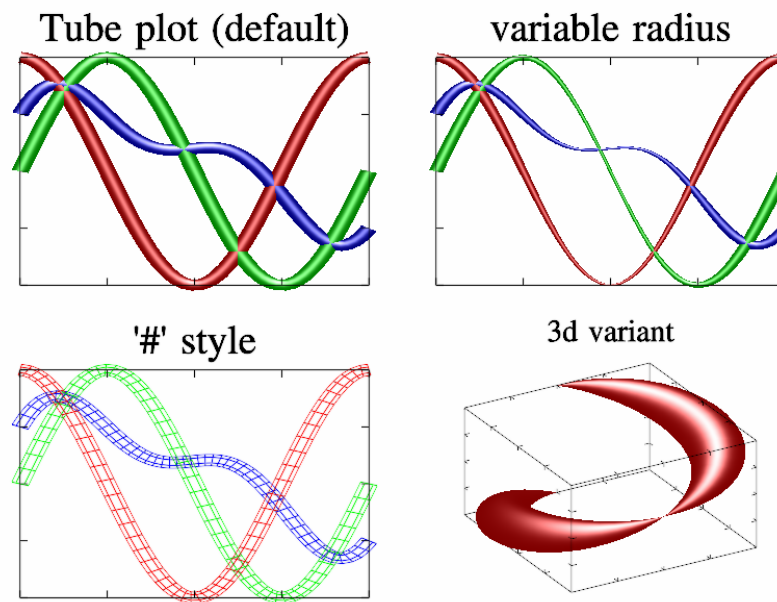 Tube plot (default)
variable radius
'#' style
3d variant